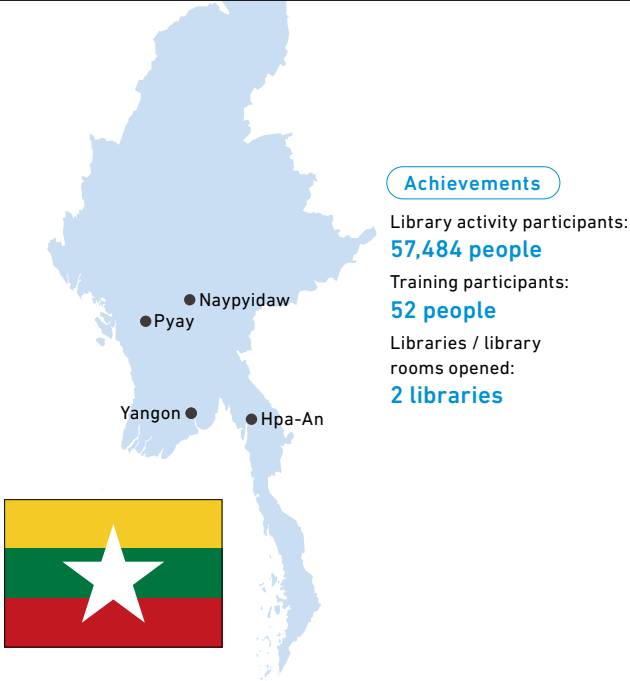 Achievements
Library activity participants:
57,484 people
Training participants:
52 people
Libraries / library
rooms opened:
2 libraries
Naypyidaw
Pyay
Yangon
Hpa-An